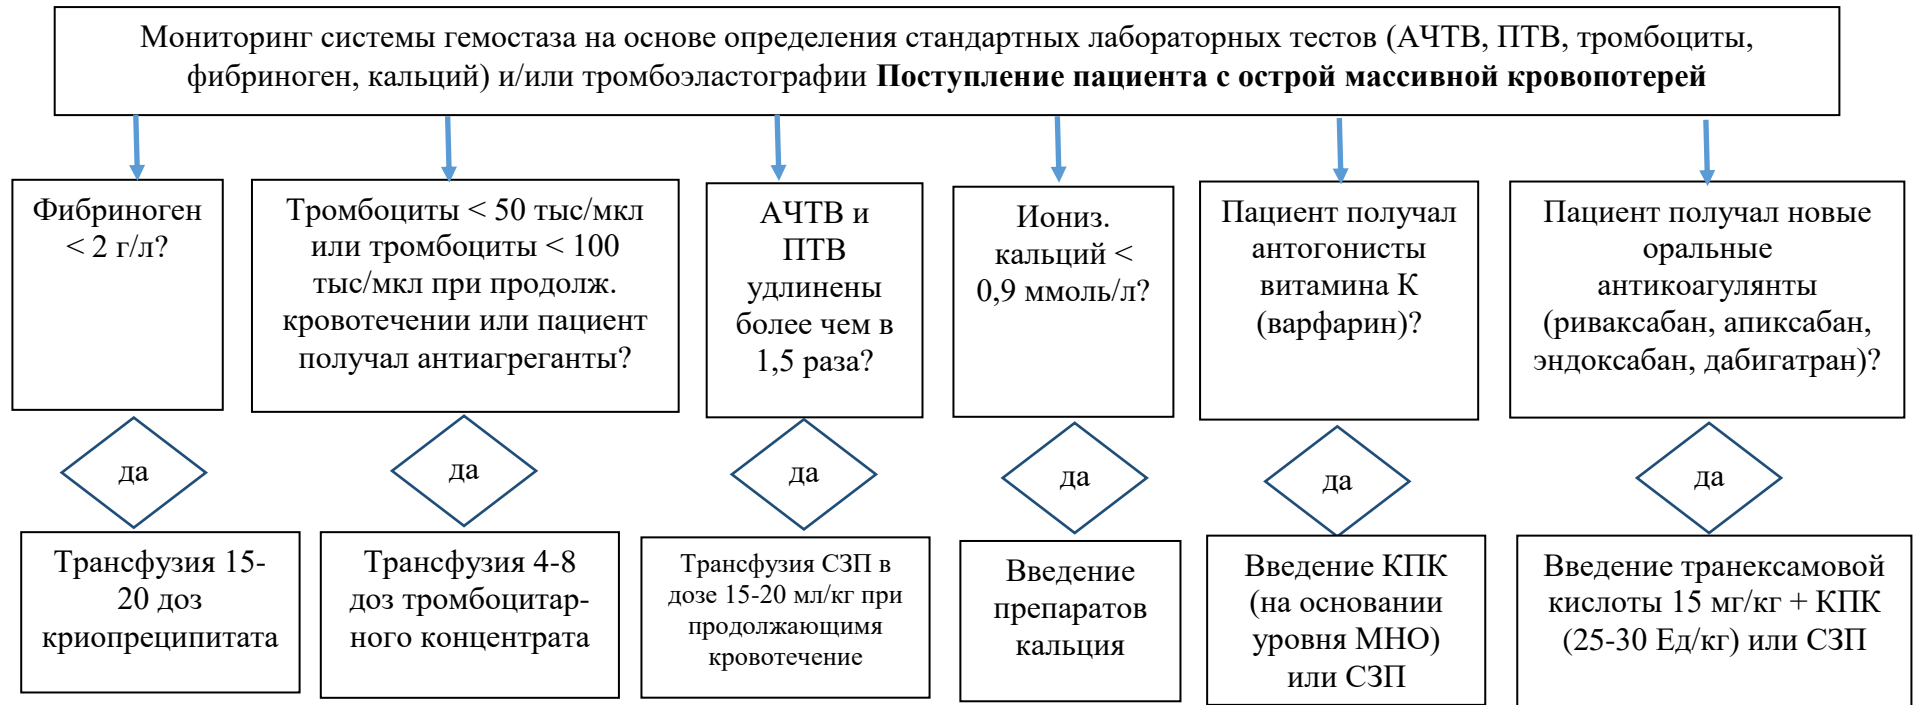 Мониторинг системы гемостаза на основе определения стандартных лабораторных тестов (АЧТВ, ПТВ, тромбоциты,
фибриноген, кальций) и/или тромбоэластографии Поступление пациента с острой массивной кровопотерей
Фибриноген
< 2 г/л?
Тромбоциты < 50 тыс/мкл
или тромбоциты < 100
тыс/мкл при продолж.
кровотечении или пациент
получал антиагреганты?
АЧТВ и
ПТВ
удлинены
более чем в
1,5 раза?
Иониз.
кальций <
0,9 ммоль/л?
Пациент получал
антогонисты
витамина К
(варфарин)?
Пациент получал новые
оральные
антикоагулянты
(риваксабан, апиксабан,
эндоксабан, дабигатран)?
да
да
да
да
да
да
Трансфузия 15-
20 доз
криопреципитата
Трансфузия 4-8
доз тромбоцитар-
ного концентрата
Трансфузия СЗП в
дозе 15-20 мл/кг при
продолжающимя
кровотечение
Введение
препаратов
кальция
Введение КПК
(на основании
уровня МНО)
или СЗП
Введение транексамовой
кислоты 15 мг/кг + КПК
(25-30 Ед/кг) или СЗП